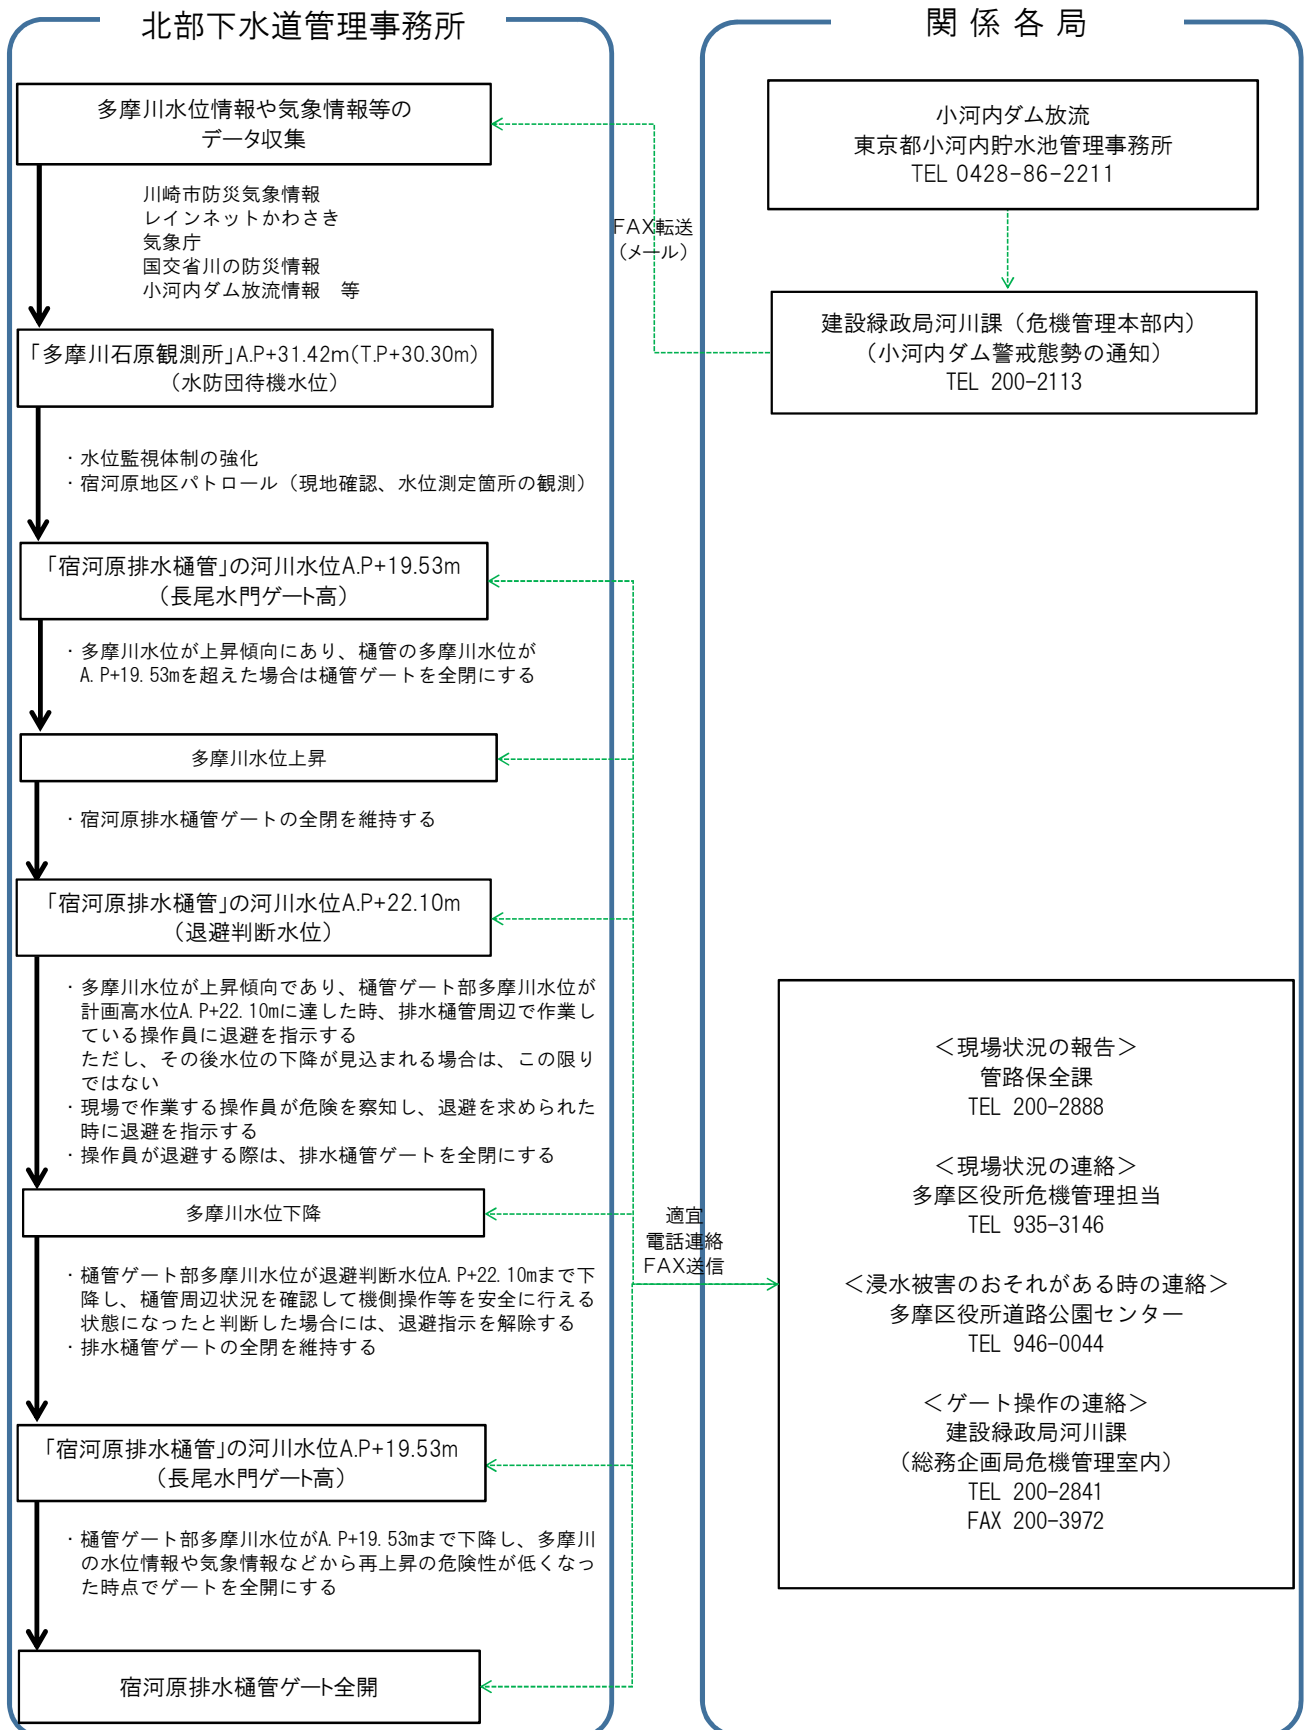 北部下水道管理事務所
多摩川水位情報や気象情報等の
データ収集
川崎市防災気象情報
レインネットかわさき
気象庁
国交省川の防災情報
小河内ダム放流情報　等
「多摩川石原観測所」A.P+31.42m(T.P+30.30m)
（水防団待機水位）
・水位監視体制の強化
・宿河原地区パトロール（現地確認、水位測定箇所の観測）
「宿河原排水樋管」の河川水位A.P+19.53m
（長尾水門ゲート高）
・多摩川水位が上昇傾向にあり、樋管の多摩川水位が
A.P+19.53mを超えた場合は樋管ゲートを全閉にする
多摩川水位上昇
・宿河原排水樋管ゲートの全閉を維持する
「宿河原排水樋管」の河川水位A.P+22.10m
（退避判断水位）
・多摩川水位が上昇傾向であり、樋管ゲート部多摩川水位が
計画高水位A.P+22.10mに達した時、排水樋管周辺で作業し
ている操作員に退避を指示する
ただし、その後水位の下降が見込まれる場合は、この限り
ではない
・現場で作業する操作員が危険を察知し、退避を求められた
時に退避を指示する
・操作員が退避する際は、排水樋管ゲートを全閉にする
多摩川水位下降
・樋管ゲート部多摩川水位が退避判断水位A.P+22.10mまで下
降し、樋管周辺状況を確認して機側操作等を安全に行える
状態になったと判断した場合には、退避指示を解除する
・排水樋管ゲートの全閉を維持する
「宿河原排水樋管」の河川水位A.P+19.53m
（長尾水門ゲート高）
・樋管ゲート部多摩川水位がA.P+19.53mまで下降し、多摩川
の水位情報や気象情報などから再上昇の危険性が低くなっ
た時点でゲートを全開にする
宿河原排水樋管ゲート全開
FAX転送
（メール）
適宜
電話連絡
FAX送信
関係各局
小河内ダム放流
東京都小河内貯水池管理事務所
TEL 0428-86-2211
建設緑政局河川課（危機管理本部内）
（小河内ダム警戒態勢の通知）
TEL 200-2113
＜現場状況の報告＞
管路保全課
TEL 200-2888
＜現場状況の連絡＞
多摩区役所危機管理担当
TEL 935-3146
＜浸水被害のおそれがある時の連絡＞
多摩区役所道路公園センター
TEL 946-0044
＜ゲート操作の連絡＞
建設緑政局河川課
（総務企画局危機管理室内）
TEL 200-2841
FAX 200-3972